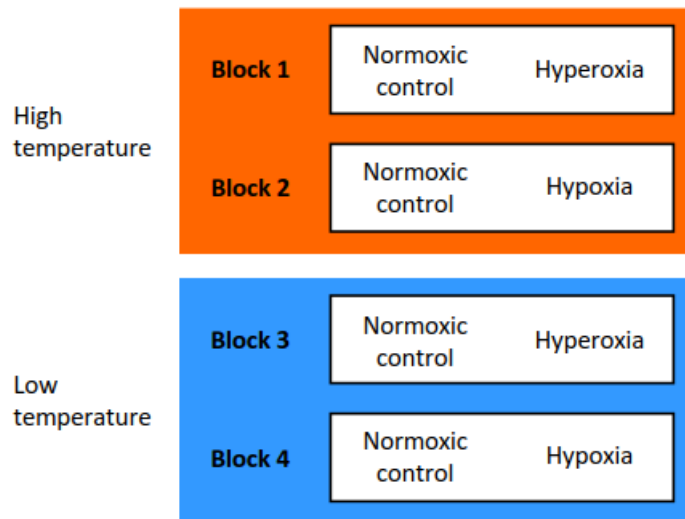 High
temperature
Block 1
Normoxic
control
Hyperoxia
Block 2
Normoxic
control
Hypoxia
Low
temperature
Block 3
Normoxic
control
Hyperoxia
Block 4
Normoxic
control
Hypoxia